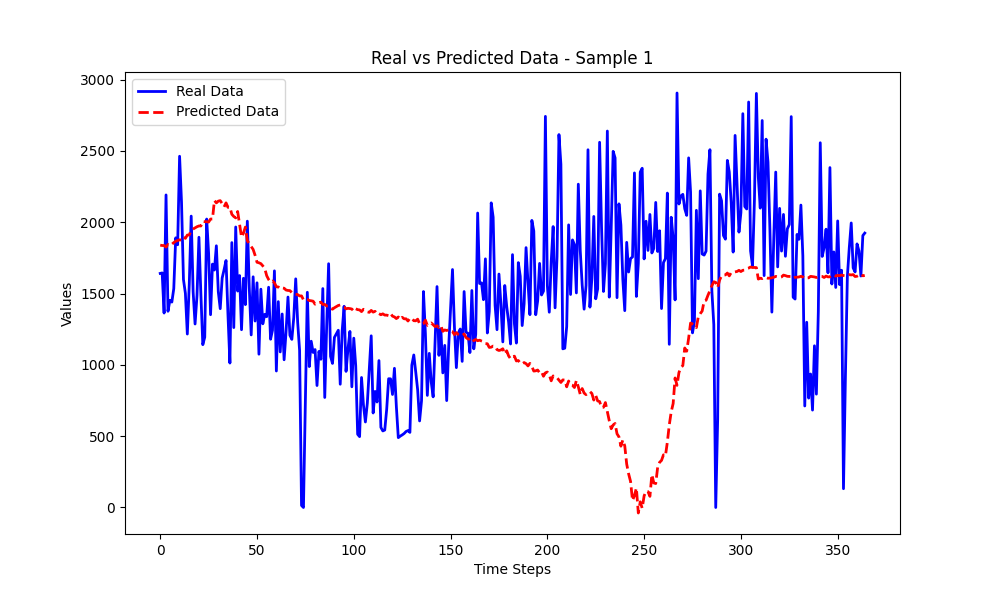 Real vs Predicted Data - Sample 1
Real Data
Predicted Data
Values
3000
2500
2000
1500
1000
500
0
0 50 100 150 200 250 300 350
Time Steps